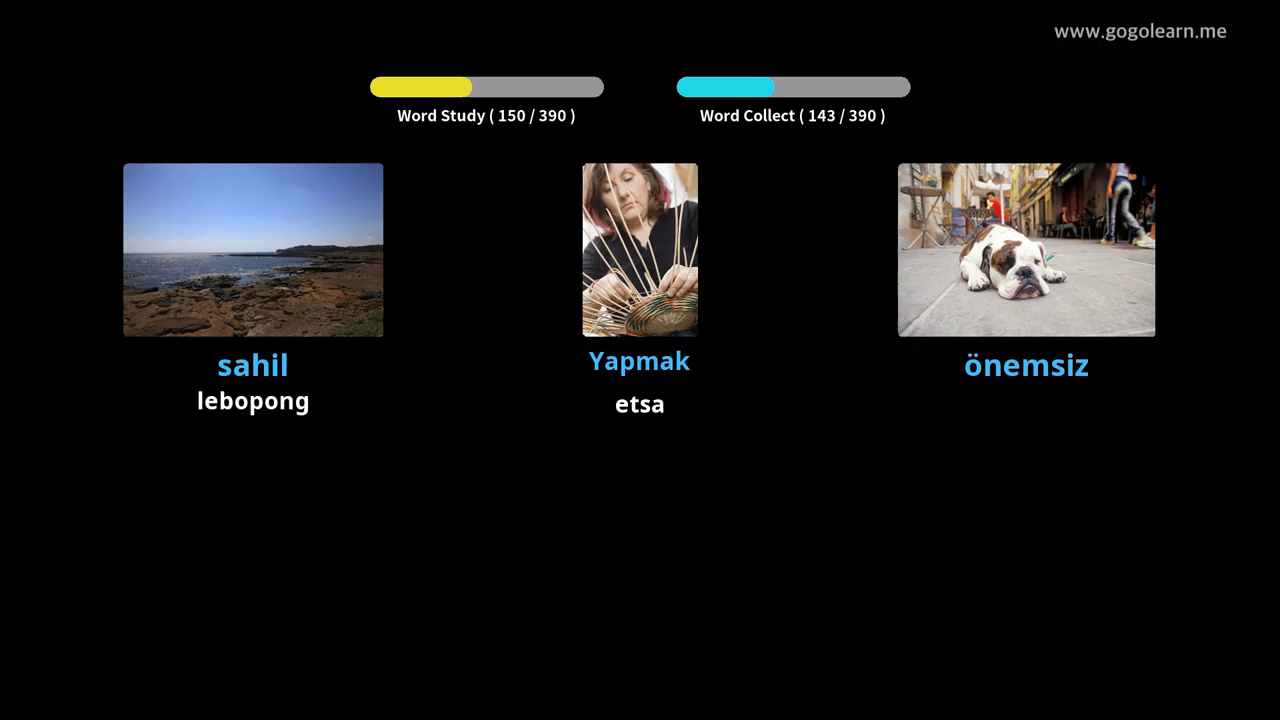 www.gogolearn.me
Word Study ( 150 / 390 )
Word Collect ( 143 / 390 )
sahil
lebopong
Yapmak
etsa
önemsiz